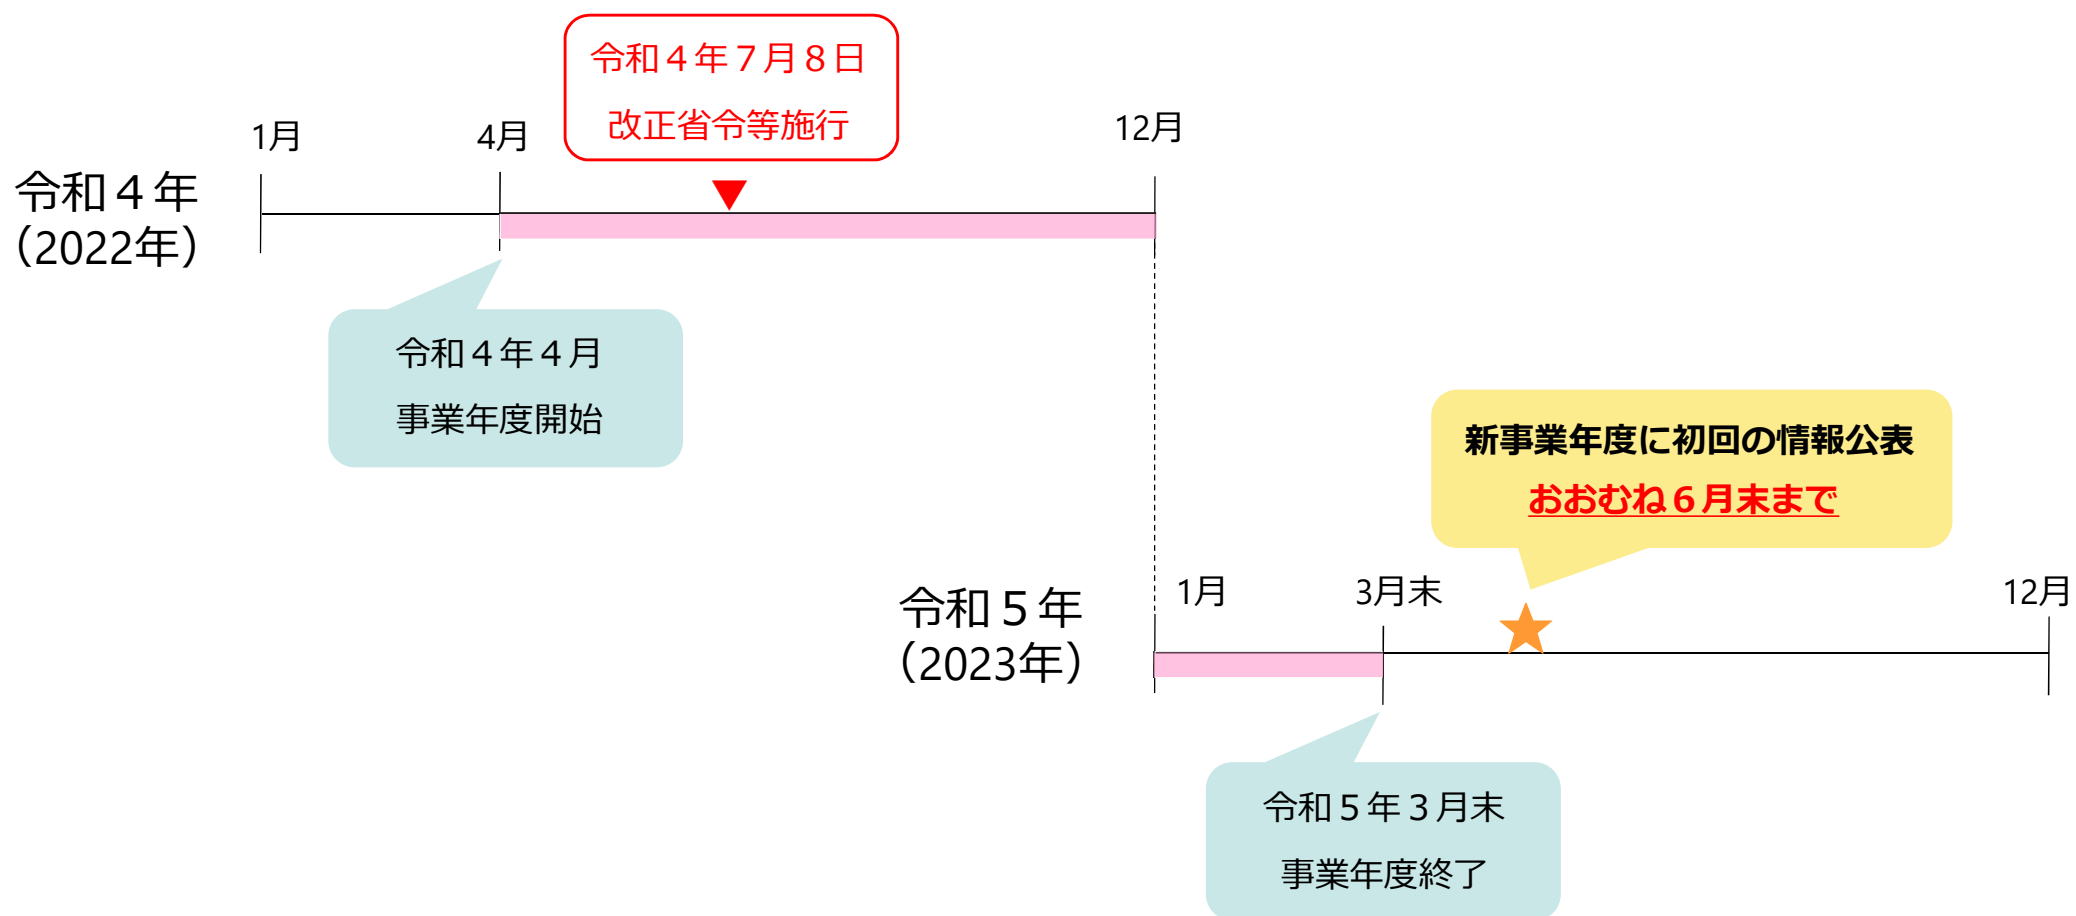 令和４年７月８日
改正省令等施行
1月
4月
12月
令和４年
（2022年）
令和４年４月
事業年度開始
新事業年度に初回の情報公表
おおむね６月末まで
令和５年
（2023年）
1月
3月末
12月
令和５年３月末
事業年度終了